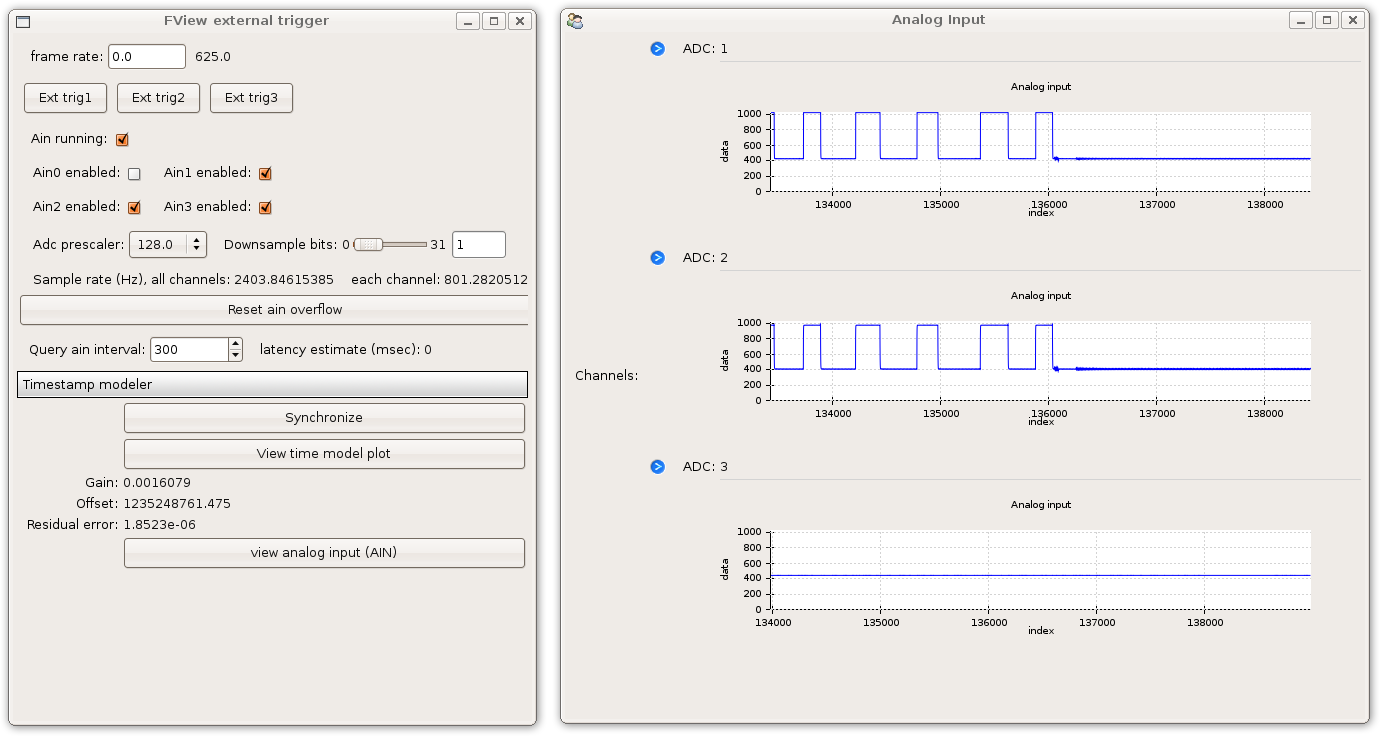 FView external trigger
frame rate: 0.0 625.0
Ext trig1 Ext trig2 Ext trig3
Ain running:
Ain0 enabled: Ain1 enabled:
Ain2 enabled: Ain3 enabled:
Adc prescaler: 128.0 Downsample bits: 0 31 1
Sample rate (Hz), all channels: 2403.84615385 each channel: 801.2820512
Reset ain overflow
Query ain interval: 300 latency estimate (msec): 0
Timestamp modeler
Synchronize
View time model plot
Gain: 0.0016079
Offset: 1235248761.475
Residual error: 1.8523e-06
view analog input (AIN)
Analog Input
Channels:
ADC: 1
Analog input
1000
800
600
400
200
0
data
134000 135000 136000 137000 138000
index
ADC: 2
Analog input
1000
800
600
400
200
0
data
134000 135000 136000 137000 138000
index
ADC: 3
Analog input
1000
800
600
400
200
0
data
134000 135000 136000 137000 138000
index